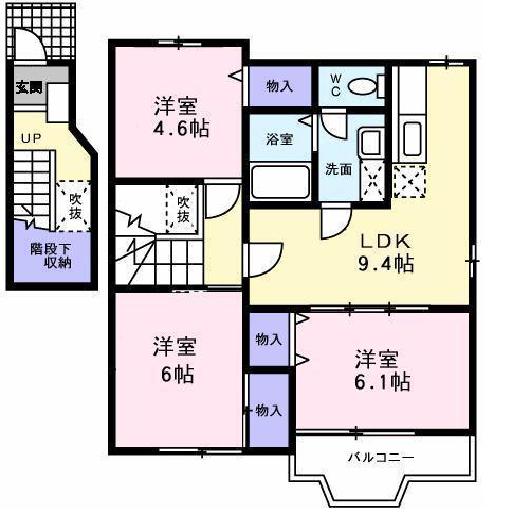 玄関
UP
吹
抜
階段下
収納
洋室
4.6帖
物入
WC
浴室
洗面
吹
抜
LDK
9.4帖
洋室
6帖
物入
洋室
6.1帖
物入
バルコニー